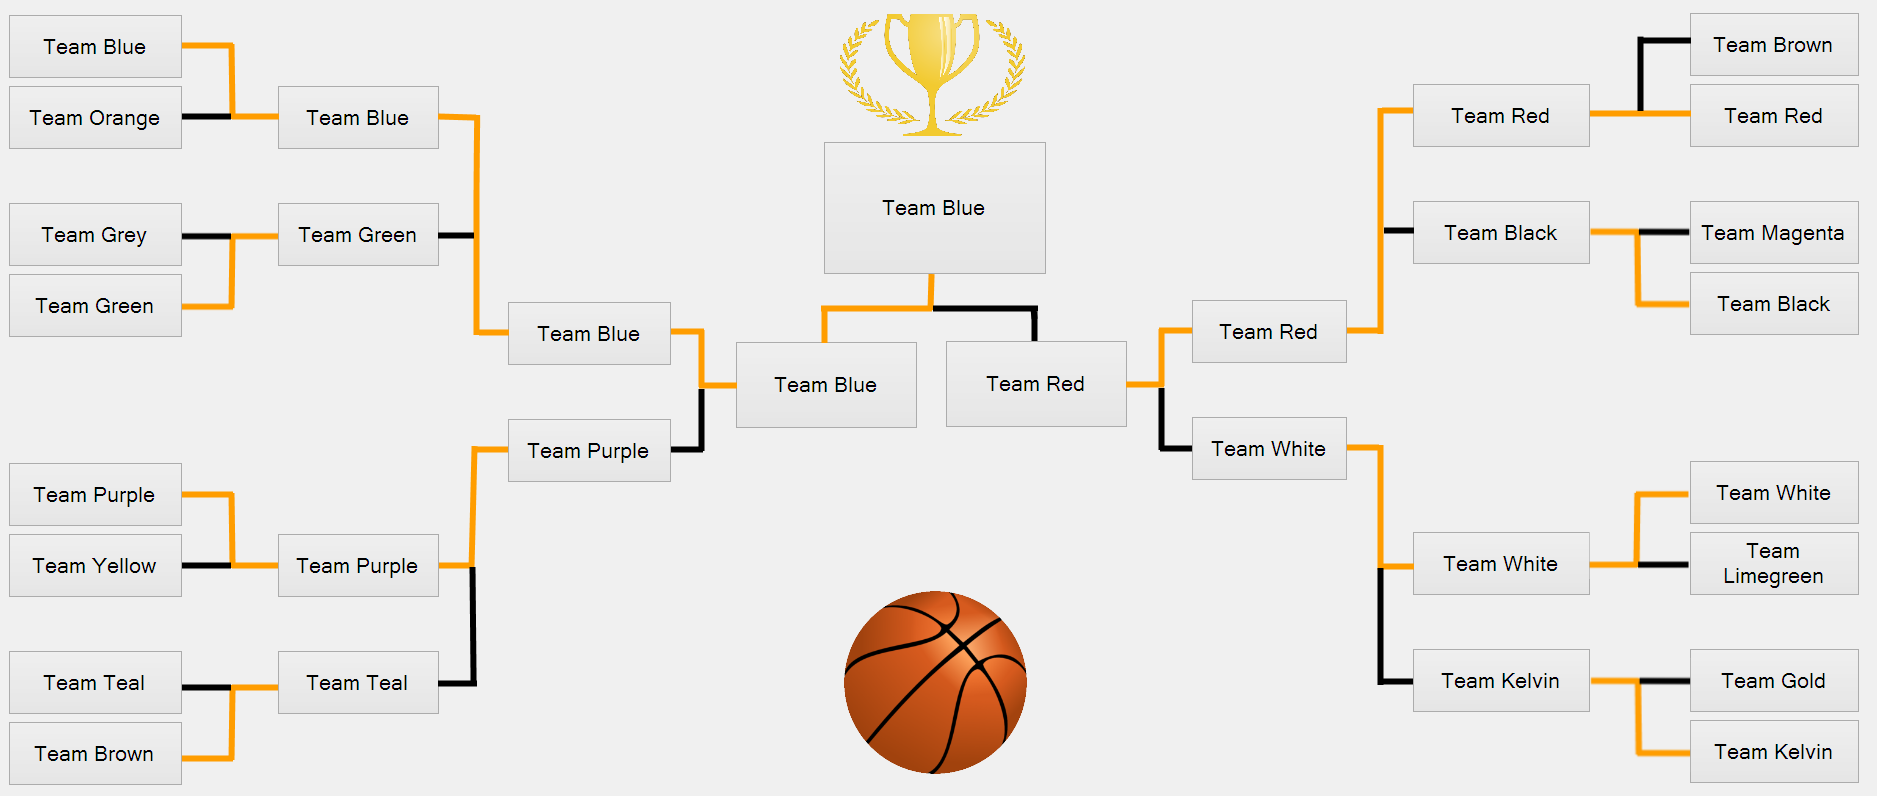 Team Blue
Team Orange
Team Grey
Team Green
Team Purple
Team Yellow
Team Teal
Team Brown
Team Blue
Team Green
Team Purple
Team Teal
Team Blue
Team Purple
Team Blue
Team Blue
Team Red
Team Red
Team White
Team Red
Team Black
Team White
Team Kelvin
Team Brown
Team Red
Team Magenta
Team Black
Team White
Team
Limegreen
Team Gold
Team Kelvin